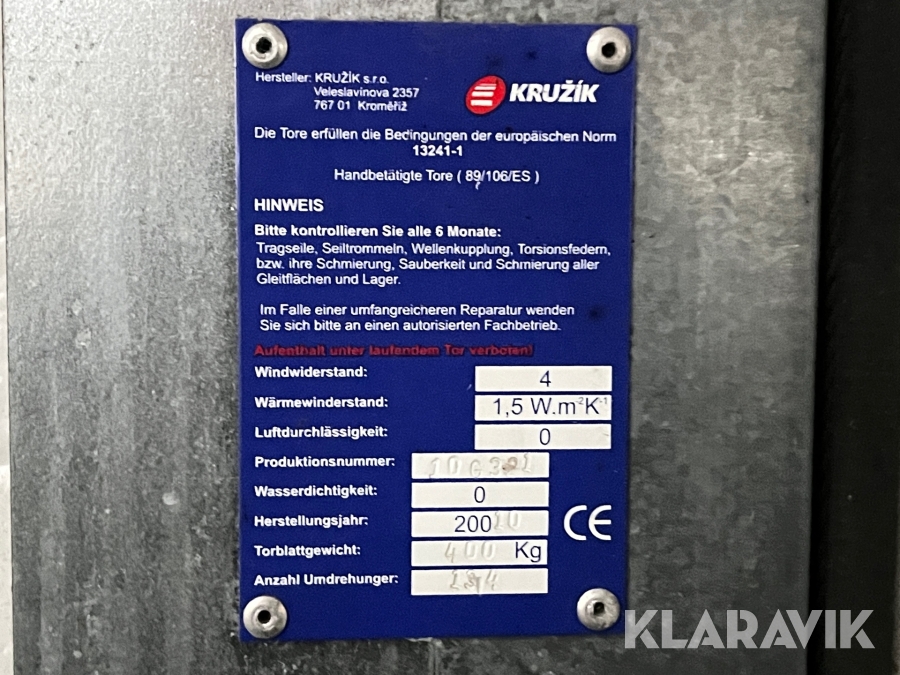 Hersteller: KRUŽÍK s.r.o.
Veleslavinova 2357
767 01 Kroměříž
KRUŽÍK
Die Tore erfüllen die Bedingungen der europäischen Norm
13241-1
Handbetätigte Tore ( 89/106/ES )
HINWEIS
Bitte kontrollieren Sie alle 6 Monate:
Tragseile, Seiltrommeln, Wellenkupplung, Torsionsfedern,
bzw. ihre Schmierung, Sauberkeit und Schmierung aller
Gleitflächen und Lager.
Im Falle einer umfangreicheren Reparatur wenden
Sie sich bitte an einen autorisierten Fachbetrieb.
Aufenthalt unter laufendem Tor verboten!
Windwiderstand: 4
Wärmewinderstand: 1,5 W.m⁻²K⁻¹
Luftdurchlässigkeit: 0
Produktionsnummer:
Wasserdichtigkeit: 0
Herstellungsjahr: 200
Torblattgewicht: 400 Kg
Anzahl Umdrehunger:
CE
KLARAVIK